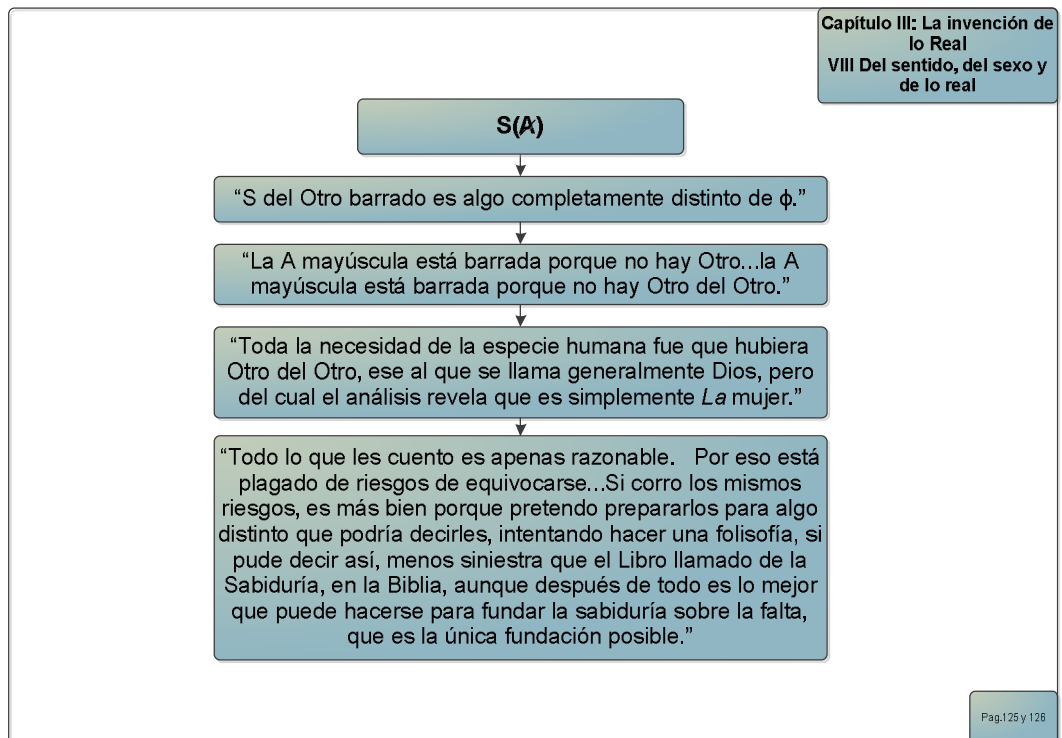 Capítulo III: La invención de
lo Real
VIII Del sentido, del sexo y
de lo real
S(Ⱥ)
“S del Otro barrado es algo completamente distinto de ϕ.”
“La A mayúscula está barrada porque no hay Otro...la A
mayúscula está barrada porque no hay Otro del Otro.”
“Toda la necesidad de la especie humana fue que hubiera
Otro del Otro, ese al que se llama generalmente Dios, pero
del cual el análisis revela que es simplemente La mujer.”
“Todo lo que les cuento es apenas razonable. Por eso está
plagado de riesgos de equivocarse...Si corro los mismos
riesgos, es más bien porque pretendo prepararlos para algo
distinto que podría decirles, intentando hacer una folisofía, si
pude decir así, menos siniestra que el Libro llamado de la
Sabiduría, en la Biblia, aunque después de todo es lo mejor
que puede hacerse para fundar la sabiduría sobre la falta,
que es la única fundación posible.”
Pag.125 y 126